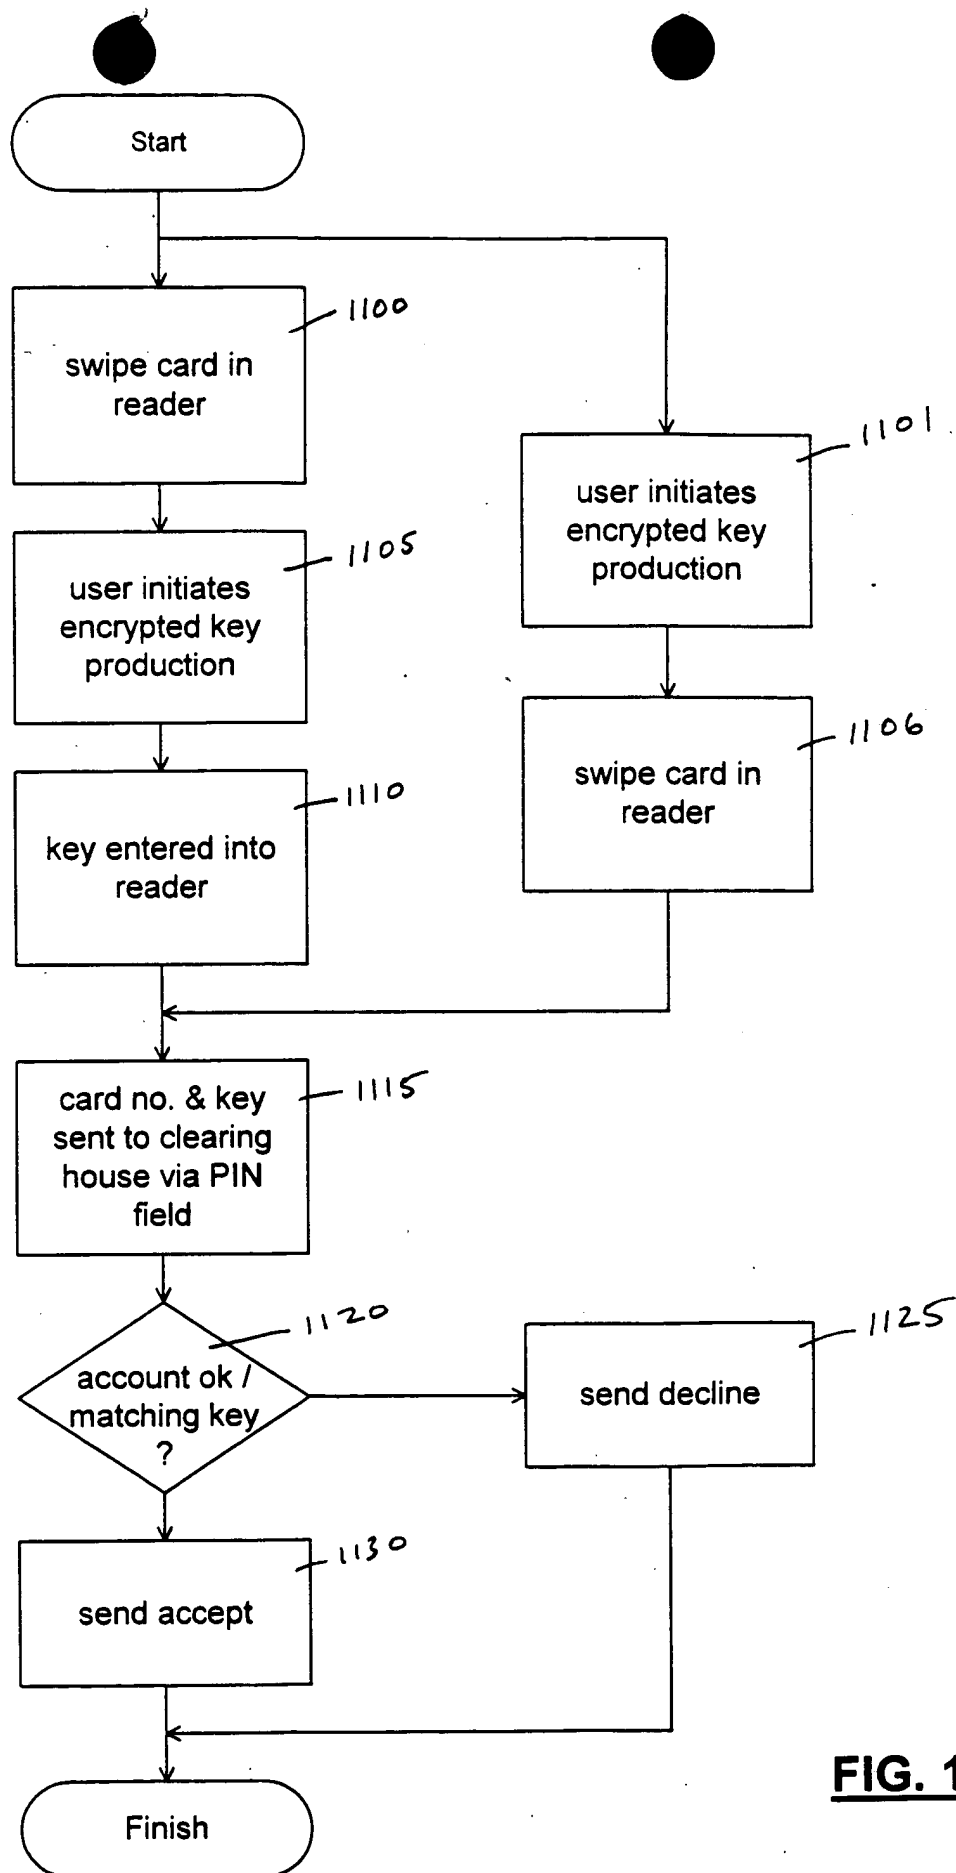 Start
swipe card in
reader
1100
user initiates
encrypted key
production
1101
user initiates
encrypted key
production
1105
swipe card in
reader
1106
key entered into
reader
1110
card no. & key
sent to clearing
house via PIN
field
1115
account ok /
matching key
?
1120
send decline
1125
send accept
1130
FIG. 1
Finish